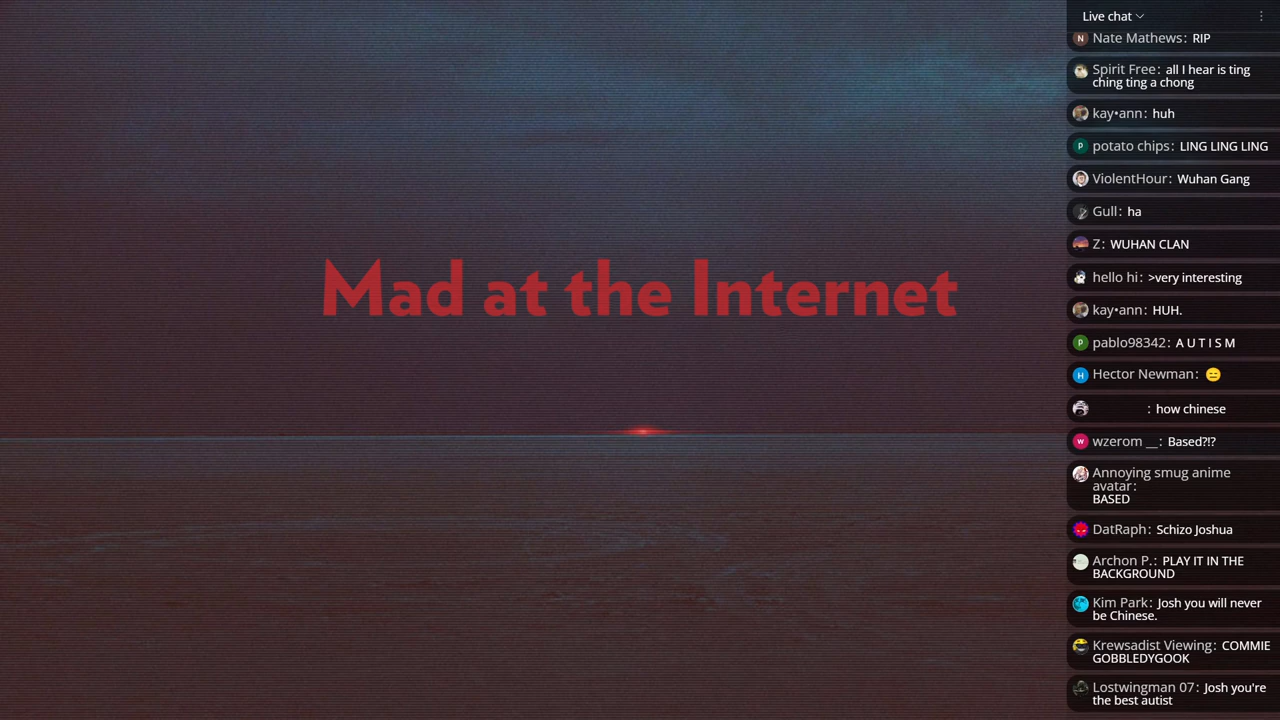 Live chat
Nate Mathews: RIP
Spirit Free: all I hear is ting
ching ting a chong
kay•ann: huh
potato chips: LING LING LING
ViolentHour: Wuhan Gang
Gull: ha
Z: WUHAN CLAN
hello hi: >very interesting
kay•ann: HUH.
pablo98342: A U T I S M
Hector Newman: 😑
: how chinese
wzerom __: Based?!?
Annoying smug anime
avatar:
BASED
DatRaph: Schizo Joshua
Archon P.: PLAY IT IN THE
BACKGROUND
Kim Park: Josh you will never
be Chinese.
Krewsadist Viewing: COMMIE
GOBBLEDYGOOK
Lostwingman 07: Josh you're
the best autist
Mad at the Internet